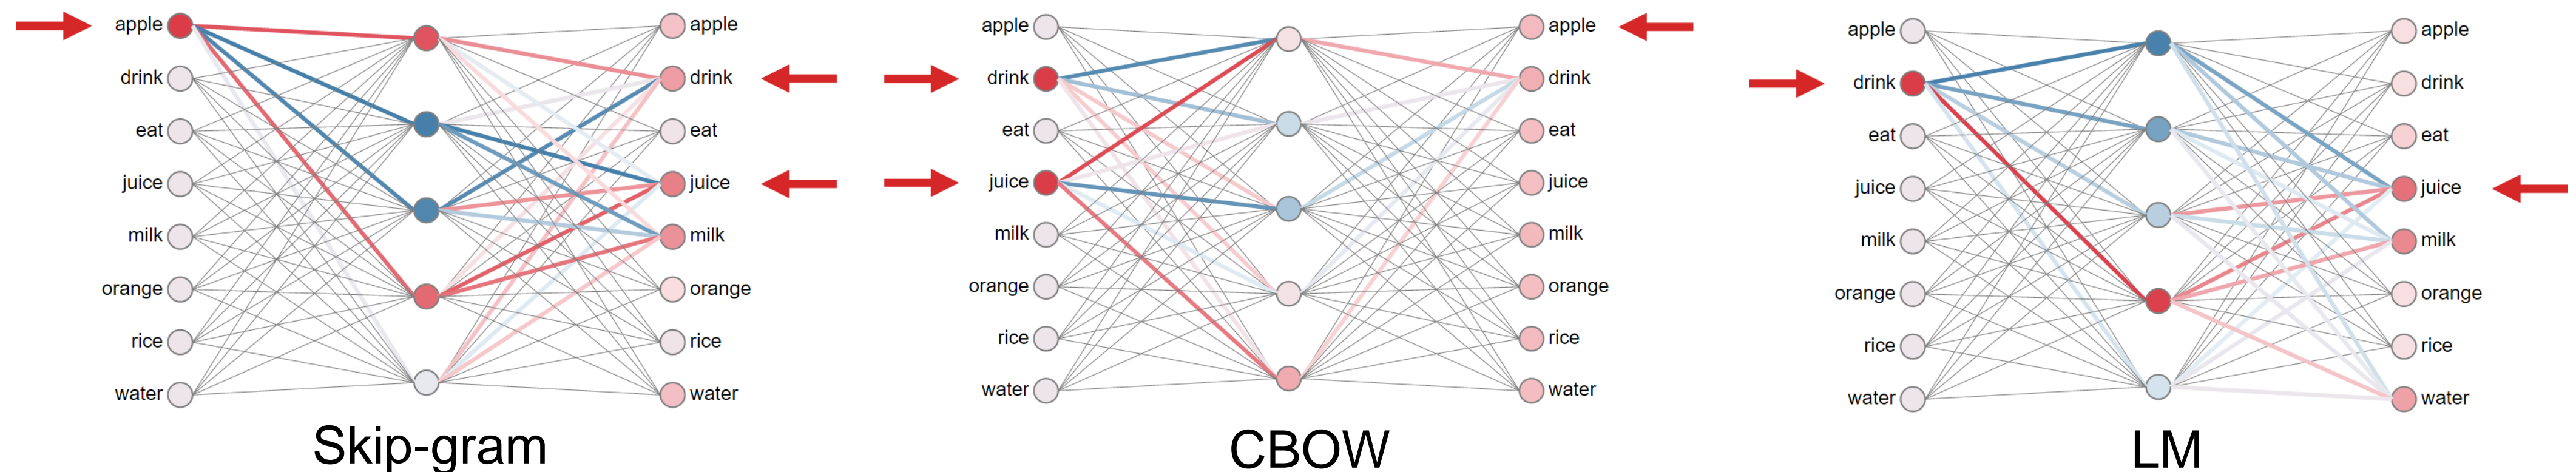 apple
drink
eat
juice
milk
orange
rice
water
apple
drink
eat
juice
milk
orange
rice
water
Skip-gram
apple
drink
eat
juice
milk
orange
rice
water
apple
drink
eat
juice
milk
orange
rice
water
CBOW
apple
drink
eat
juice
milk
orange
rice
water
apple
drink
eat
juice
milk
orange
rice
water
LM